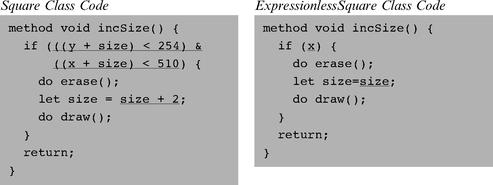 Square Class Code
method void incSize() {
if (((y + size) < 254) &
((x + size) < 510) {
do erase();
let size = size + 2;
do draw();
}
return;
}
ExpressionlessSquare Class Code
method void incSize() {
if (x) {
do erase();
let size=size;
do draw();
}
return;
}